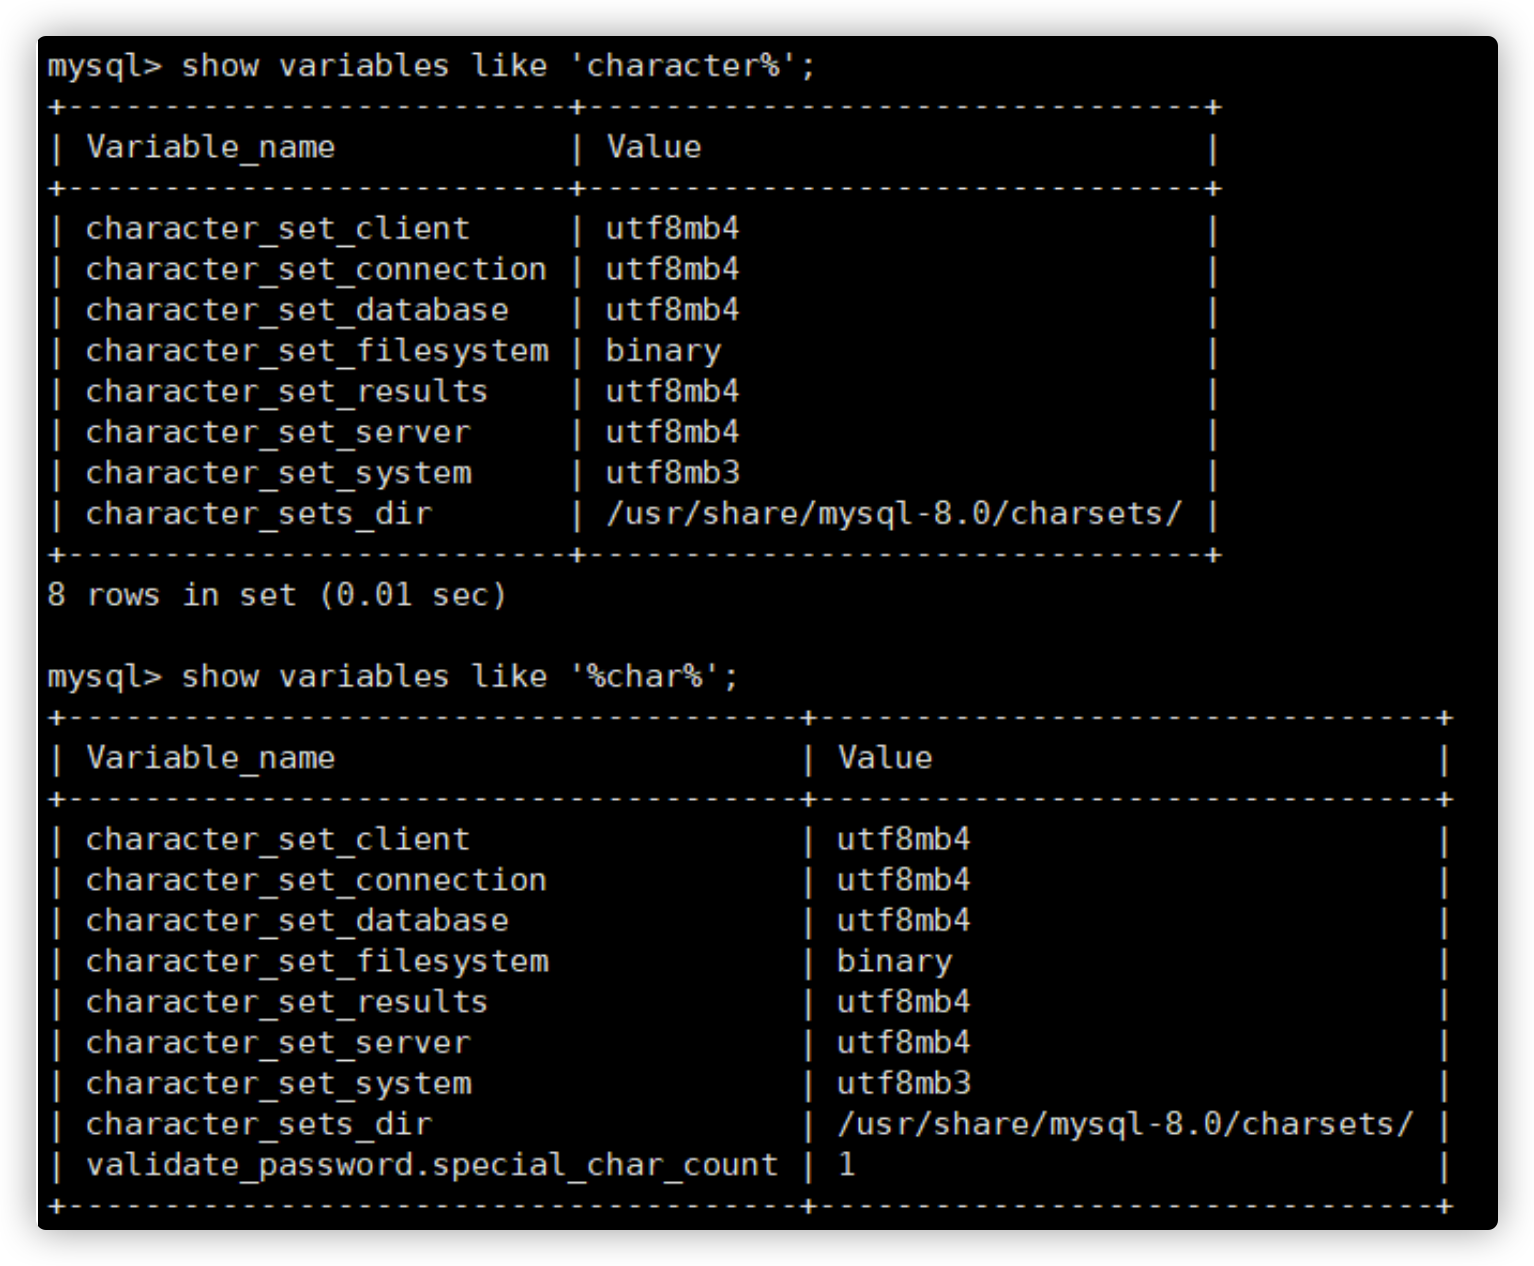 mysql> show variables like 'character%';
+--------------------------+--------------------------------+
| Variable_name            | Value                          |
+--------------------------+--------------------------------+
| character_set_client     | utf8mb4                        |
| character_set_connection | utf8mb4                        |
| character_set_database   | utf8mb4                        |
| character_set_filesystem | binary                         |
| character_set_results    | utf8mb4                        |
| character_set_server     | utf8mb4                        |
| character_set_system     | utf8mb3                        |
| character_sets_dir       | /usr/share/mysql-8.0/charsets/ |
+--------------------------+--------------------------------+
8 rows in set (0.01 sec)

mysql> show variables like '%char%';
+--------------------------------------+--------------------------------+
| Variable_name                        | Value                          |
+--------------------------------------+--------------------------------+
| character_set_client                 | utf8mb4                        |
| character_set_connection             | utf8mb4                        |
| character_set_database               | utf8mb4                        |
| character_set_filesystem             | binary                         |
| character_set_results                | utf8mb4                        |
| character_set_server                 | utf8mb4                        |
| character_set_system                 | utf8mb3                        |
| character_sets_dir                   | /usr/share/mysql-8.0/charsets/ |
| validate_password.special_char_count | 1                              |
+--------------------------------------+--------------------------------+